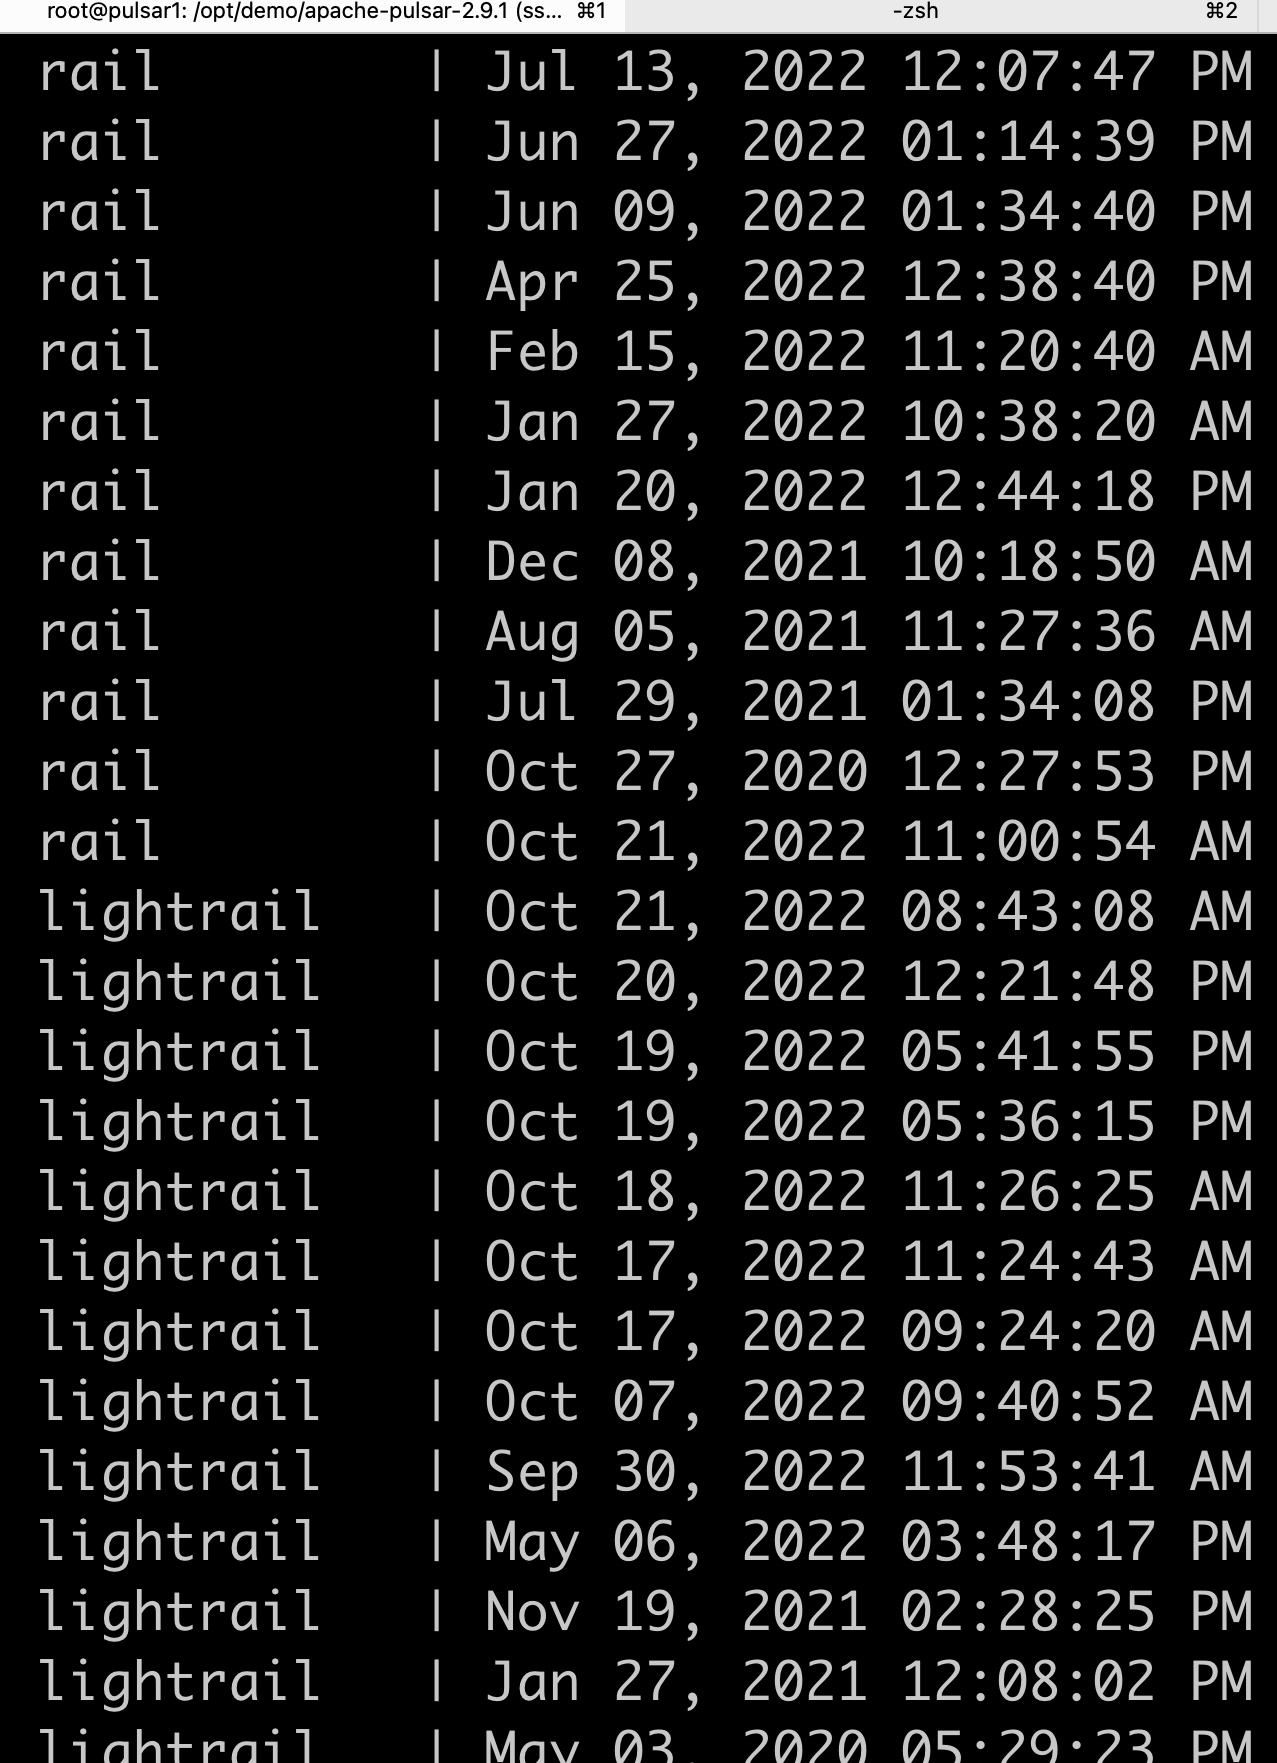 root@pulsar1: /opt/demo/apache-pulsar-2.9.1 (ss... ⌘1 -zsh ⌘2
rail | Jul 13, 2022 12:07:47 PM
rail | Jun 27, 2022 01:14:39 PM
rail | Jun 09, 2022 01:34:40 PM
rail | Apr 25, 2022 12:38:40 PM
rail | Feb 15, 2022 11:20:40 AM
rail | Jan 27, 2022 10:38:20 AM
rail | Jan 20, 2022 12:44:18 PM
rail | Dec 08, 2021 10:18:50 AM
rail | Aug 05, 2021 11:27:36 AM
rail | Jul 29, 2021 01:34:08 PM
rail | Oct 27, 2020 12:27:53 PM
rail | Oct 21, 2022 11:00:54 AM
lightrail | Oct 21, 2022 08:43:08 AM
lightrail | Oct 20, 2022 12:21:48 PM
lightrail | Oct 19, 2022 05:41:55 PM
lightrail | Oct 19, 2022 05:36:15 PM
lightrail | Oct 18, 2022 11:26:25 AM
lightrail | Oct 17, 2022 11:24:43 AM
lightrail | Oct 17, 2022 09:24:20 AM
lightrail | Oct 07, 2022 09:40:52 AM
lightrail | Sep 30, 2022 11:53:41 AM
lightrail | May 06, 2022 03:48:17 PM
lightrail | Nov 19, 2021 02:28:25 PM
lightrail | Jan 27, 2021 12:08:02 PM
lightrail | May 03, 2020 05:29:23 PM